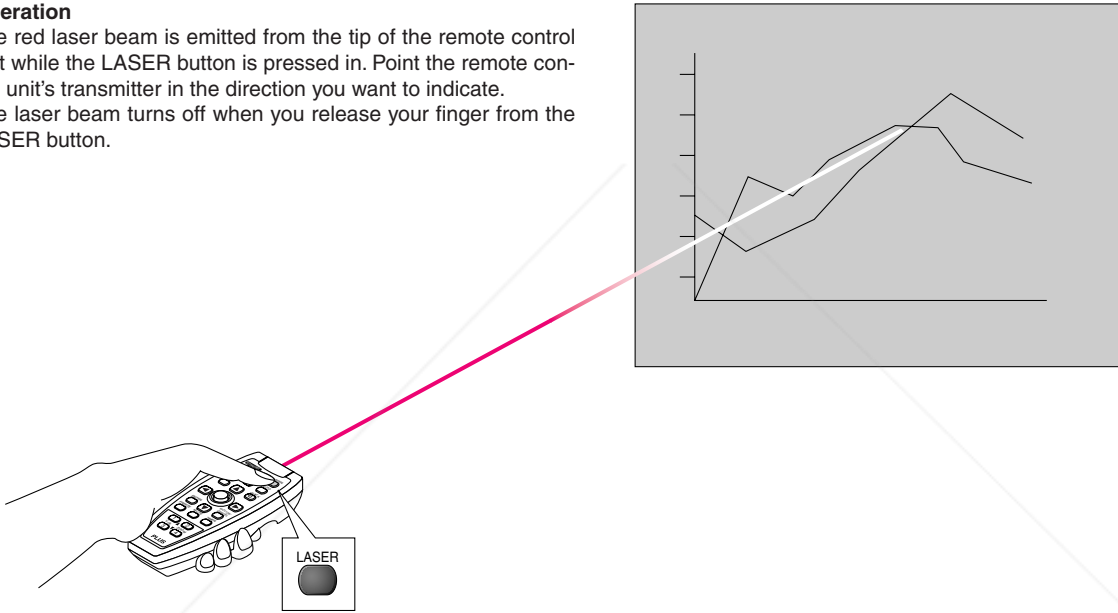 eration
e red laser beam is emitted from the tip of the remote control
t while the LASER button is pressed in. Point the remote con-
unit's transmitter in the direction you want to indicate.
e laser beam turns off when you release your finger from the
SER button.
PLUS
LASER